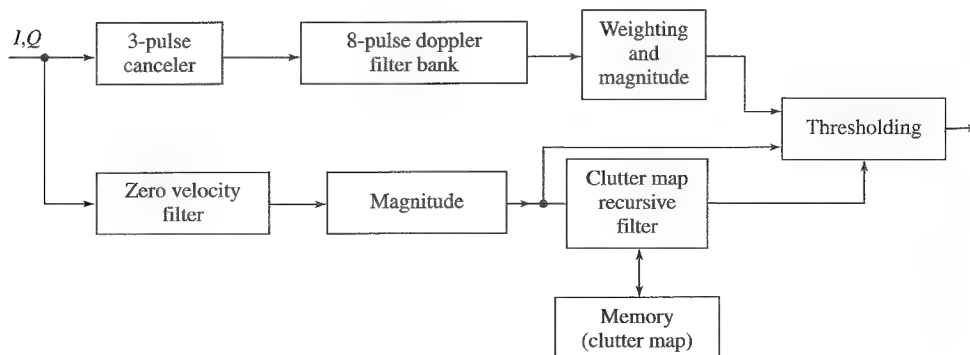 I,Q
3-pulse
canceler
8-pulse doppler
filter bank
Weighting
and
magnitude
Thresholding
Zero velocity
filter
Magnitude
Clutter map
recursive
filter
Memory
(clutter map)